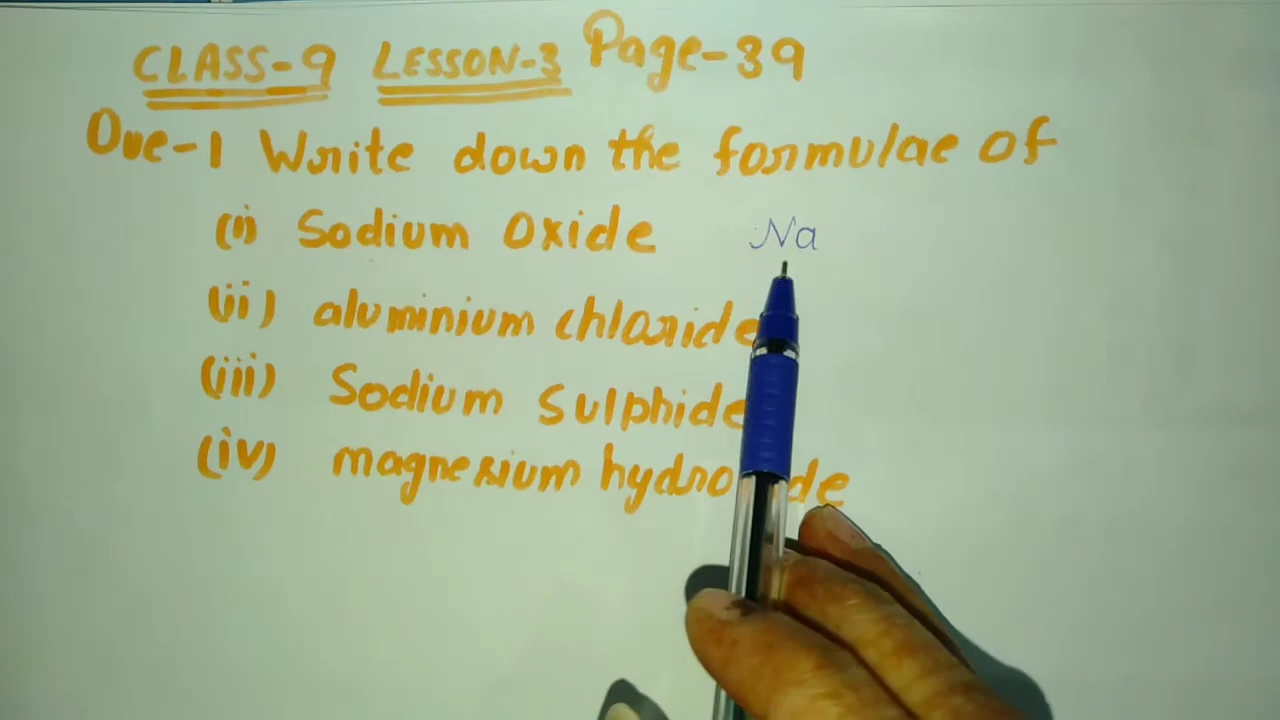 CLASS-9 LESSON-3 Page-39
Que-1 Write down the formulae of
(i) Sodium Oxide Na
(ii) aluminium chloride
(iii) Sodium Sulphide
(iv) magnesium